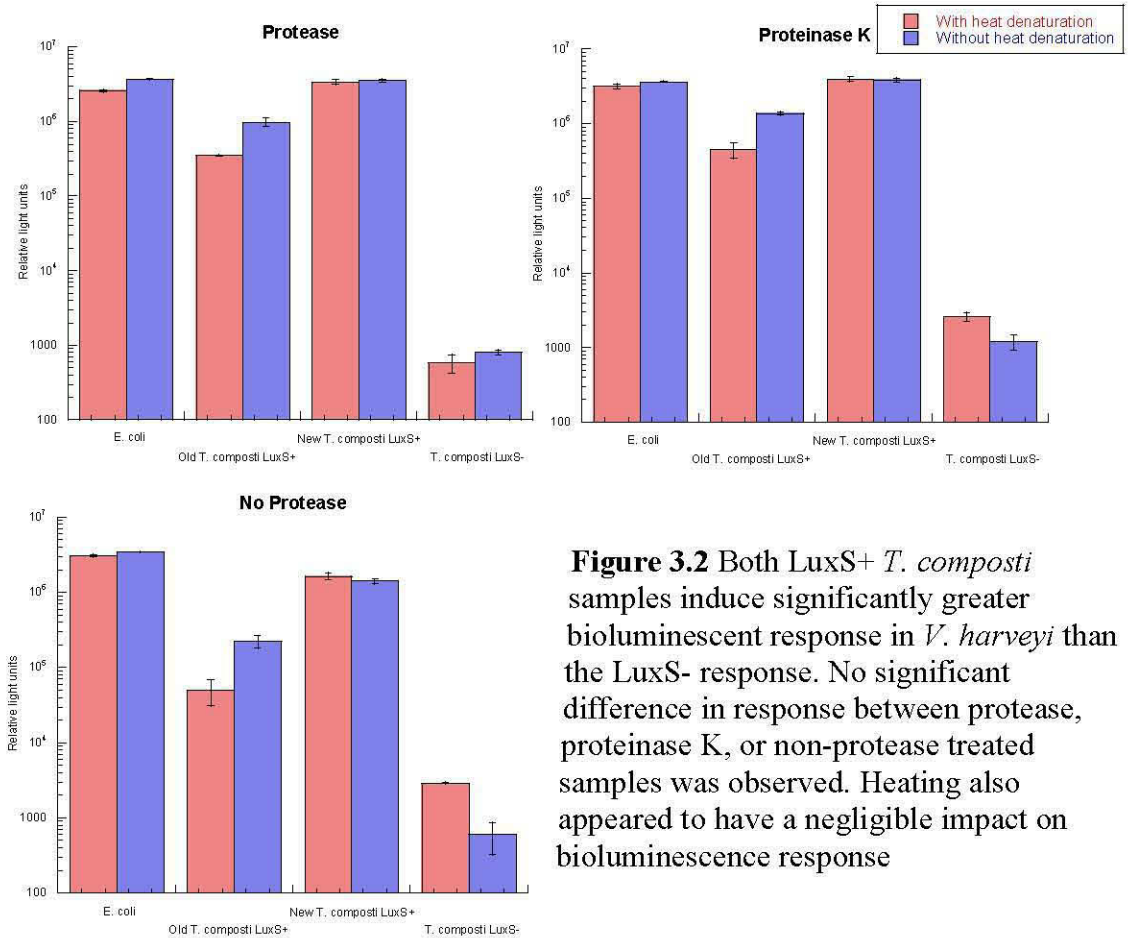 Protease
Relative light units
10⁷
10⁶
10⁵
10⁴
1000
100
E. coli
Old T. composti LuxS+
New T. composti LuxS+
T. composti LuxS-
Proteinase K
With heat denaturation
Without heat denaturation
Relative light units
10⁷
10⁶
10⁵
10⁴
1000
100
E. coli
Old T. composti LuxS+
New T. composti LuxS+
T. composti LuxS-
No Protease
Relative light units
10⁷
10⁶
10⁵
10⁴
1000
100
E. coli
Old T. composti LuxS+
New T. composti LuxS+
T. composti LuxS-
Figure 3.2 Both LuxS+ T. composti
samples induce significantly greater
bioluminescent response in V. harveyi than
the LuxS- response. No significant
difference in response between protease,
proteinase K, or non-protease treated
samples was observed. Heating also
appeared to have a negligible impact on
bioluminescence response